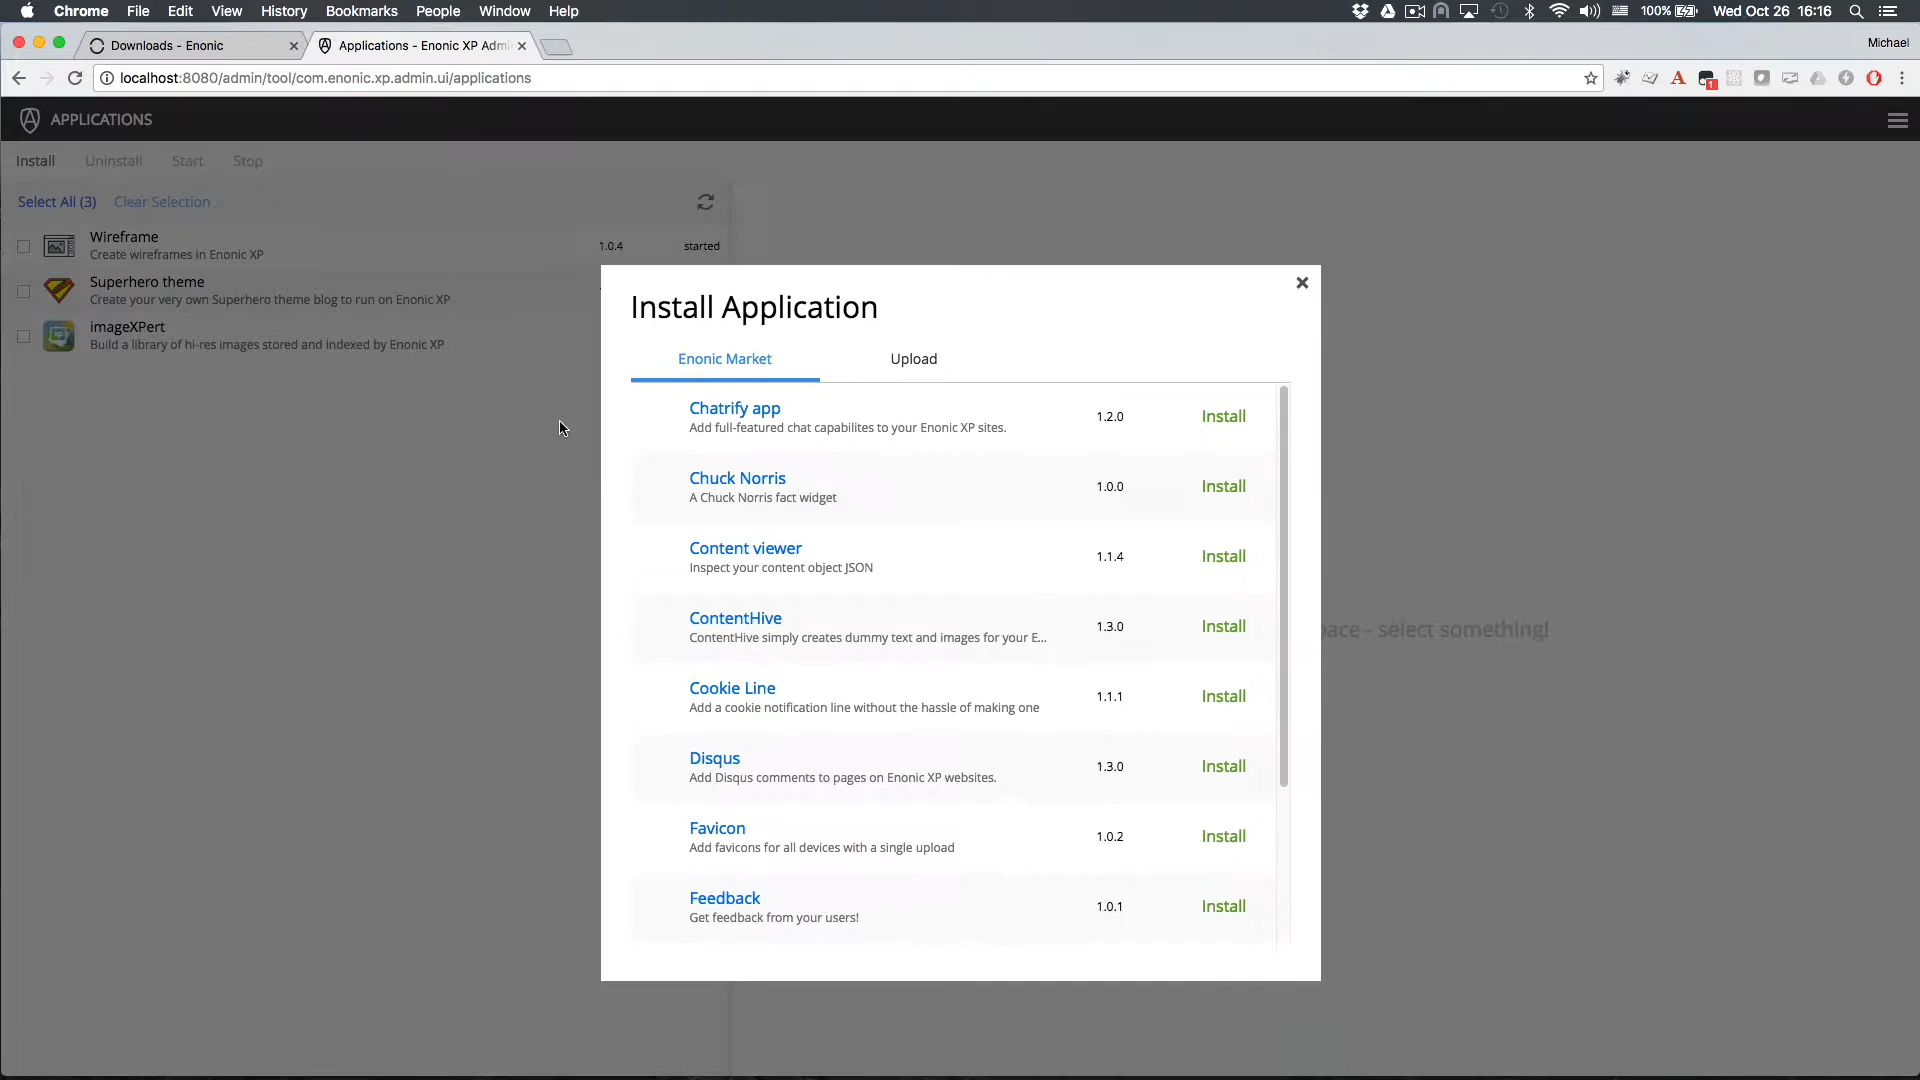 Chrome File Edit View History Bookmarks People Window Help 100% Wed Oct 26 16:16
Downloads - Enonic Applications - Enonic XP Admi Michael
localhost:8080/admin/tool/com.enonic.xp.admin.ui/applications 1
APPLICATIONS
Install Uninstall Start Stop
Select All (3) Clear Selection
Wireframe
Create wireframes in Enonic XP
1.0.4 started
Superhero theme
Create your very own Superhero theme blog to run on Enonic XP
imageXPert
Build a library of hi-res images stored and indexed by Enonic XP
Install Application
Enonic Market Upload
Chatrify app
Add full-featured chat capabilites to your Enonic XP sites.
1.2.0 Install
Chuck Norris
A Chuck Norris fact widget
1.0.0 Install
Content viewer
Inspect your content object JSON
1.1.4 Install
ContentHive
ContentHive simply creates dummy text and images for your E...
1.3.0 Install
Cookie Line
Add a cookie notification line without the hassle of making one
1.1.1 Install
Disqus
Add Disqus comments to pages on Enonic XP websites.
1.3.0 Install
Favicon
Add favicons for all devices with a single upload
1.0.2 Install
Feedback
Get feedback from your users!
1.0.1 Install
pace - select something!